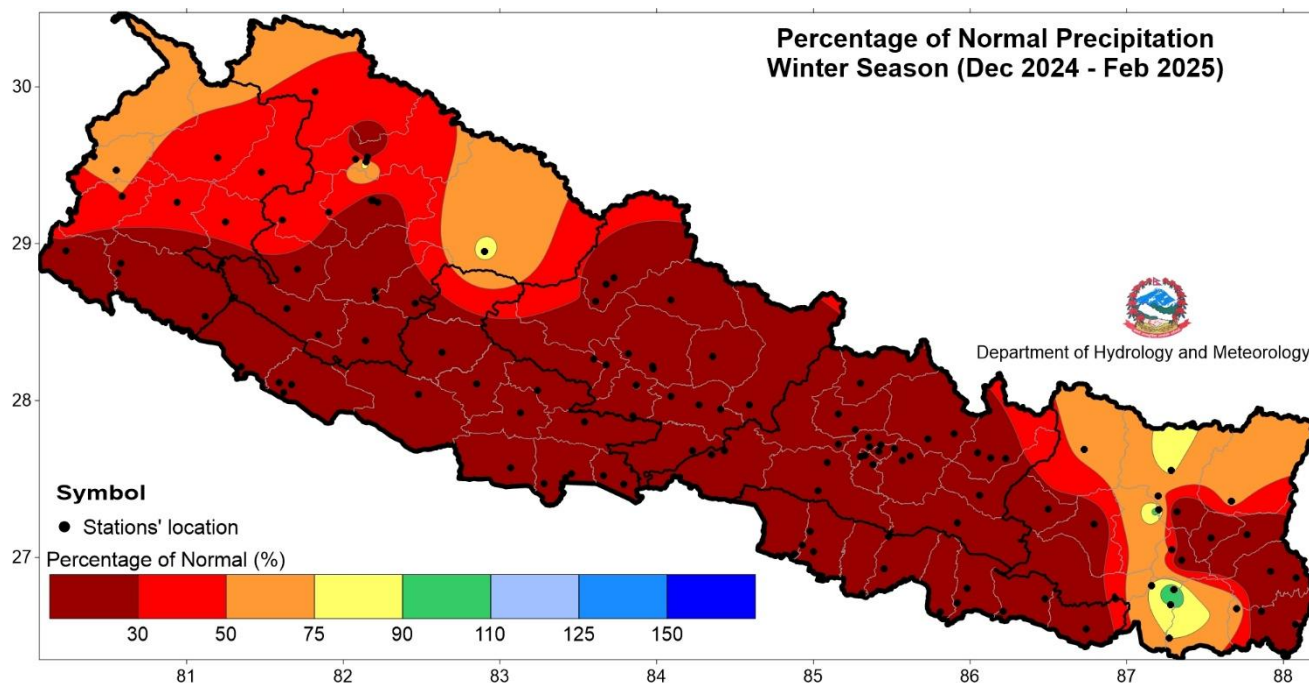 Percentage of Normal Precipitation
Winter Season (Dec 2024 - Feb 2025)
30
29
28
27
Department of Hydrology and Meteorology
Symbol
Stations' location
Percentage of Normal (%)
30 50 75 90 110 125 150
81 82 83 84 85 86 87 88